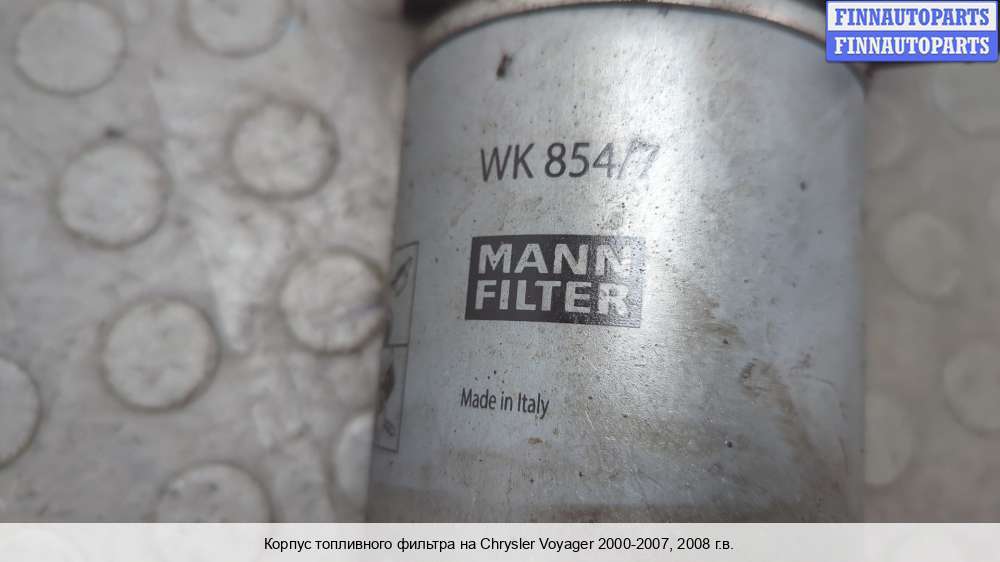 FINNAUTOPARTS
FINNAUTOPARTS
WK 854/7
MANN
FILTER
Made in Italy
Корпус топливного фильтра на Chrysler Voyager 2000-2007, 2008 г.в.